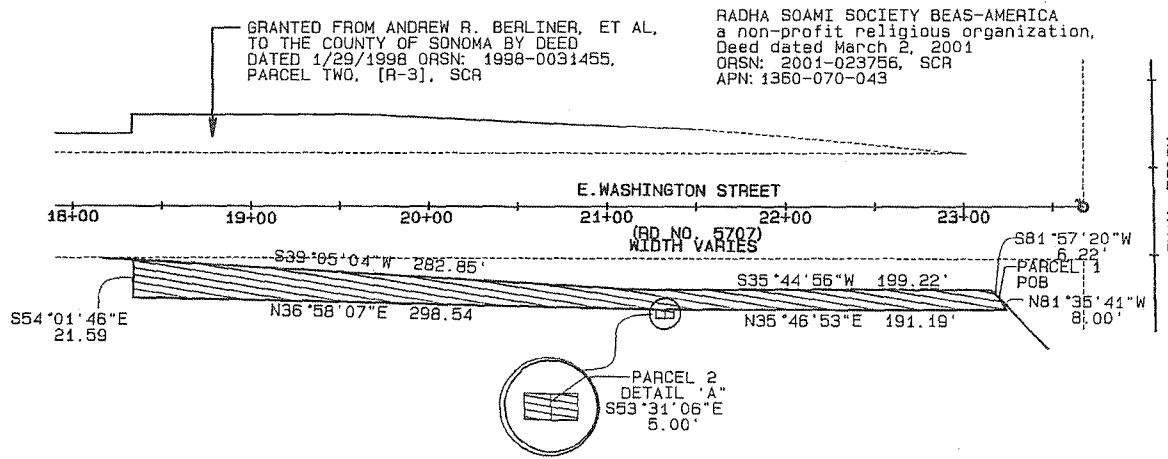 GRANTED FROM ANDREW R. BERLINER, ET AL,
TO THE COUNTY OF SONOMA BY DEED
DATED 1/29/1998 ORSN: 1998-0031455,
PARCEL TWO, [R-3], SCR
RADHA SOAMI SOCIETY BEAS-AMERICA
a non-profit religious organization,
Deed dated March 2, 2001
ORSN: 2001-023756, SCR
APN: 1350-070-043
E.WASHINGTON STREET
18+00
19+00
20+00
21+00
22+00
23+00
(RD NO. 5707)
WIDTH VARIES
S39°05'04"W 282.85'
S35°44'56"W 199.22'
S81°57'20"W
6.22'
PARCEL 1
POB
N81°35'41"W
8.00'
S54°01'46"E
21.59
N36°58'07"E 298.54
N35°46'53"E 191.19'
PARCEL 2
DETAIL 'A"
S53°31'06"E
5.00'